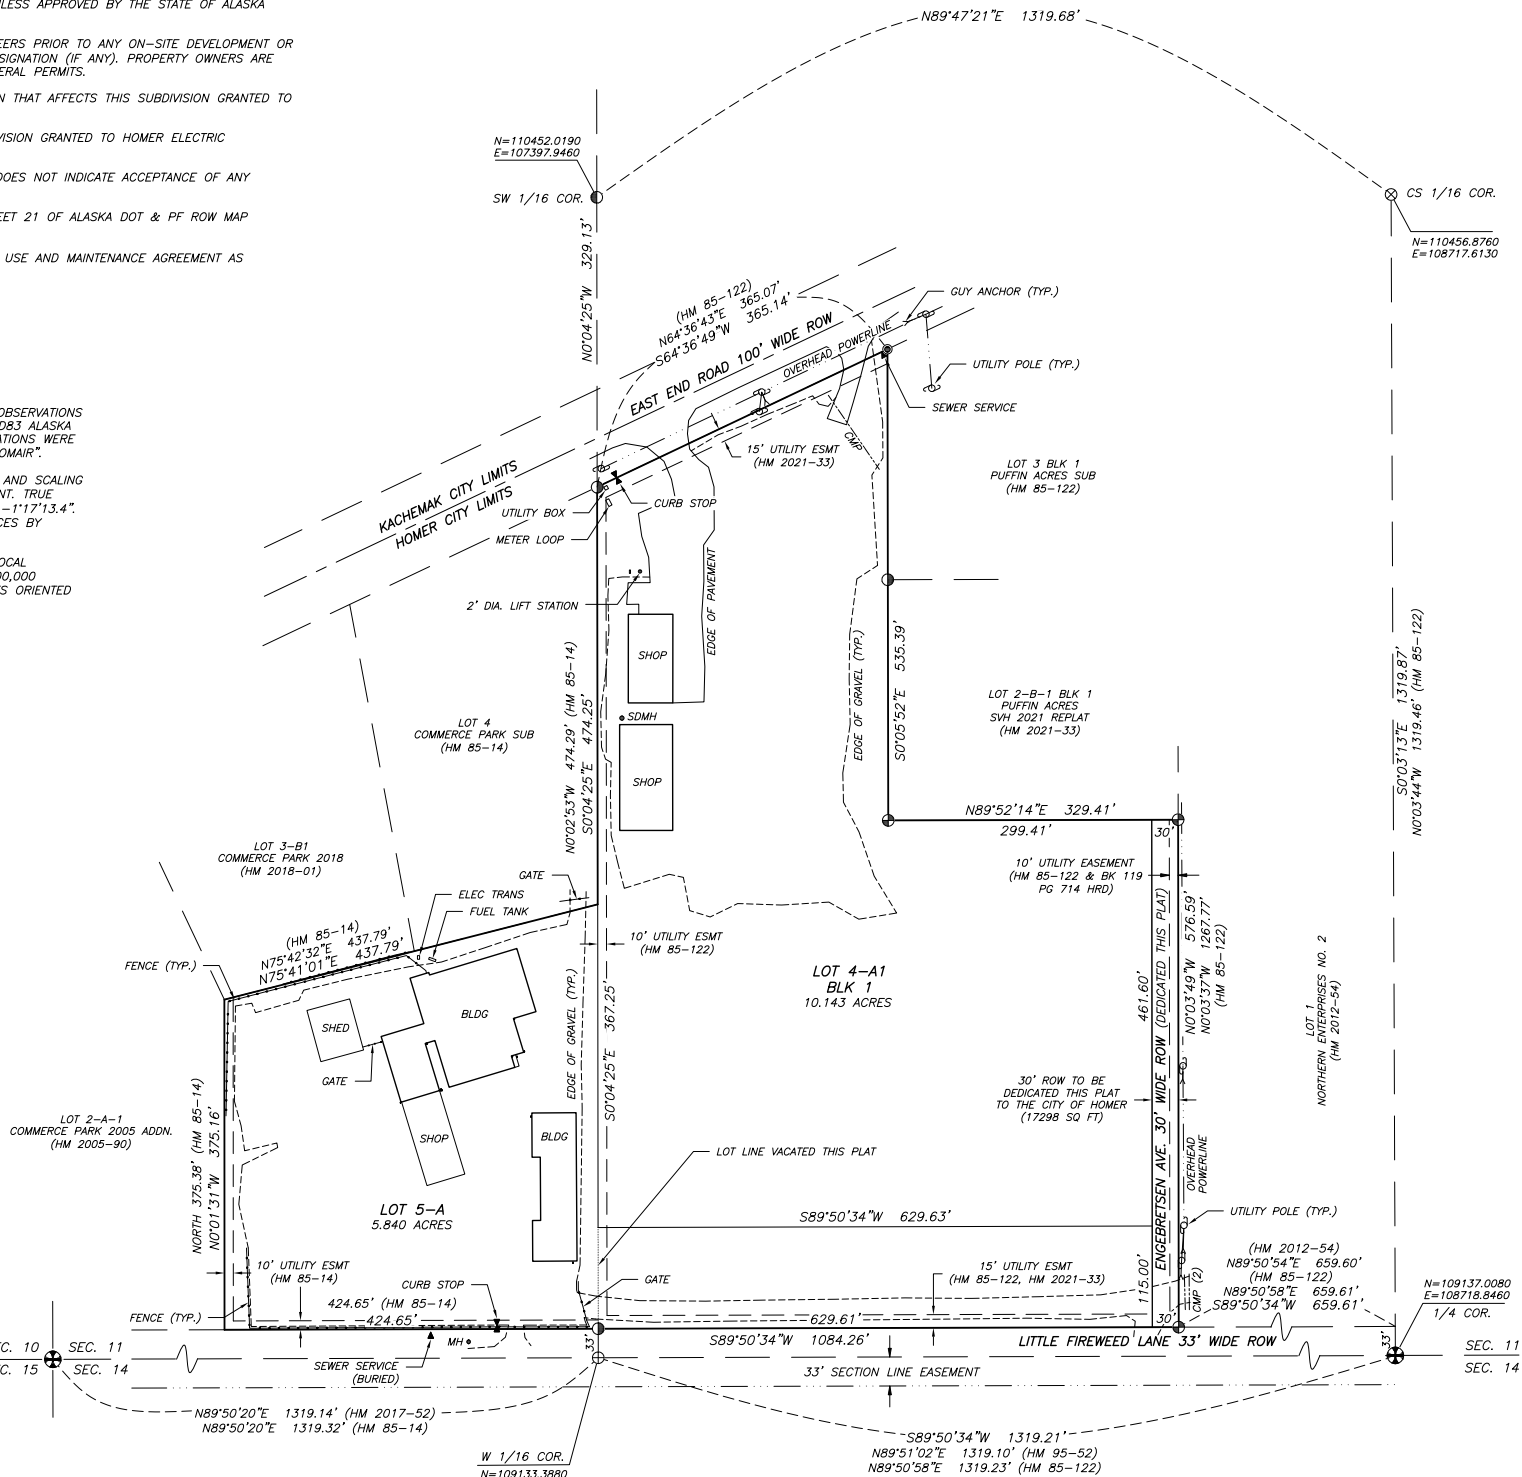 LESS APPROVED BY THE STATE OF ALASKA
EERS PRIOR TO ANY ON-SITE DEVELOPMENT OR
SIGNATION (IF ANY). PROPERTY OWNERS ARE
ERAL PERMITS.
N THAT AFFECTS THIS SUBDIVISION GRANTED TO
VISION GRANTED TO HOMER ELECTRIC
DOES NOT INDICATE ACCEPTANCE OF ANY
EET 21 OF ALASKA DOT & PF ROW MAP
USE AND MAINTENANCE AGREEMENT AS
OBSERVATIONS
D83 ALASKA
ATIONS WERE
OMAIR".
AND SCALING
NT. TRUE
-1°17'13.4".
CES BY
OCAL
00,000
S ORIENTED
N89°47'21"E 1319.68'
N=110452.0190
E=107397.9460
SW 1/16 COR.
CS 1/16 COR.
N=110456.8760
E=108717.6130
N0°04'25"W 329.13'
(HM 85-122)
N64°36'43"E 365.07'
S64°36'49"W 365.14'
EAST END ROAD 100' WIDE ROW
OVERHEAD POWERLINE
GUY ANCHOR (TYP.)
UTILITY POLE (TYP.)
SEWER SERVICE
CMP
15' UTILITY ESMT
(HM 2021-33)
LOT 3 BLK 1
PUFFIN ACRES SUB
(HM 85-122)
KACHEMAK CITY LIMITS
HOMER CITY LIMITS
UTILITY BOX
CURB STOP
METER LOOP
2' DIA. LIFT STATION
EDGE OF PAVEMENT
SHOP
SDMH
SHOP
EDGE OF GRAVEL (TYP.)
S0°05'52"E 535.39'
LOT 2-B-1 BLK 1
PUFFIN ACRES
SVH 2021 REPLAT
(HM 2021-33)
S0°03'13"E 1319.87'
N0°03'44"W 1319.46' (HM 85-122)
LOT 4
COMMERCE PARK SUB
(HM 85-14)
N0°02'53"W 474.29' (HM 85-14)
S0°04'25"E 474.25'
N89°52'14"E 329.41'
299.41'
30'
10' UTILITY EASEMENT
(HM 85-122 & BK 119
PG 714 HRD)
LOT 3-B1
COMMERCE PARK 2018
(HM 2018-01)
GATE
ELEC TRANS
FUEL TANK
(HM 85-14)
N75°42'32"E 437.79'
N75°41'01"E 437.79'
FENCE (TYP.)
10' UTILITY ESMT
(HM 85-122)
LOT 4-A1
BLK 1
10.143 ACRES
461.60'
ENGEBRETSEN AVE. 30' WIDE ROW (DEDICATED THIS PLAT)
N0°03'49"W 576.59'
N0°03'37"W 1267.77'
(HM 85-122)
LOT 1
NORTHERN ENTERPRISES NO. 2
(HM 2012-54)
SHED
BLDG
GATE
EDGE OF GRAVEL (TYP.)
S0°04'25"E 367.25'
30' ROW TO BE
DEDICATED THIS PLAT
TO THE CITY OF HOMER
(17298 SQ FT)
LOT 2-A-1
COMMERCE PARK 2005 ADDN.
(HM 2005-90)
NORTH 375.38' (HM 85-14)
N0°01'31"W 375.16'
SHOP
BLDG
LOT LINE VACATED THIS PLAT
OVERHEAD
POWERLINE
LOT 5-A
5.840 ACRES
S89°50'34"W 629.63'
UTILITY POLE (TYP.)
10' UTILITY ESMT
(HM 85-14)
CURB STOP
GATE
15' UTILITY ESMT
(HM 85-122, HM 2021-33)
115.00'
CMP (2)
(HM 2012-54)
N89°50'54"E 659.60'
(HM 85-122)
N89°50'58"E 659.61'
S89°50'34"W 659.61'
N=109137.0080
E=108718.8460
1/4 COR.
FENCE (TYP.)
424.65' (HM 85-14)
424.65'
629.61'
30'
MH
33'
S89°50'34"W 1084.26'
LITTLE FIREWEED LANE 33' WIDE ROW
33'
C. 10 SEC. 11
C. 15 SEC. 14
SEWER SERVICE
(BURIED)
33' SECTION LINE EASEMENT
SEC. 11
SEC. 14
N89°50'20"E 1319.14' (HM 2017-52)
N89°50'20"E 1319.32' (HM 85-14)
S89°50'34"W 1319.21'
N89°51'02"E 1319.10' (HM 95-52)
N89°50'58"E 1319.23' (HM 85-122)
W 1/16 COR.
N=109133.3880